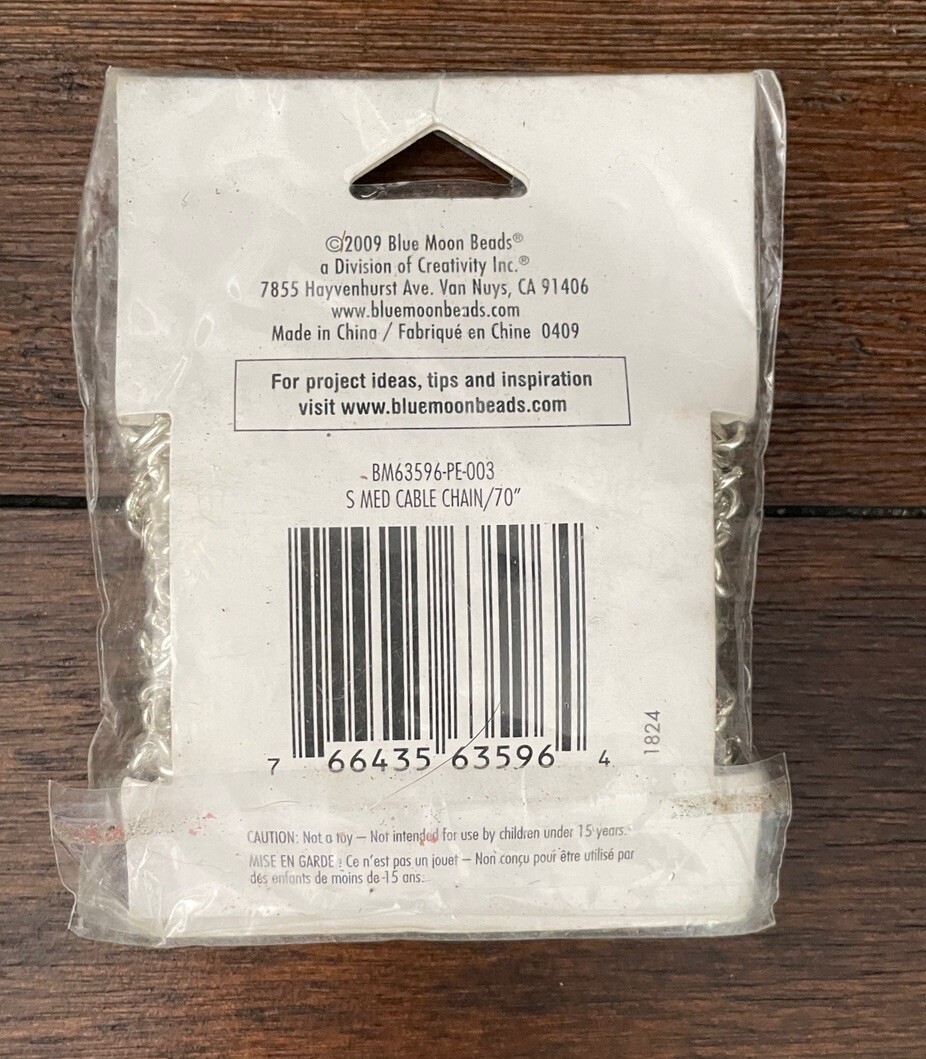 ©2009 Blue Moon Beads®
a Division of Creativity Inc.®
7855 Hayvenhurst Ave. Van Nuys, CA 91406
www.bluemoonbeads.com
Made in China / Fabriqué en Chine 0409
For project ideas, tips and inspiration
visit www.bluemoonbeads.com
BM63596-PE-003
S MED CABLE CHAIN/70"
7 66435 63596 4
1824
CAUTION: Not a toy – Not intended for use by children under 15 years.
MISE EN GARDE : Ce n'est pas un jouet – Non conçu pour être utilisé par
des enfants de moins de 15 ans.